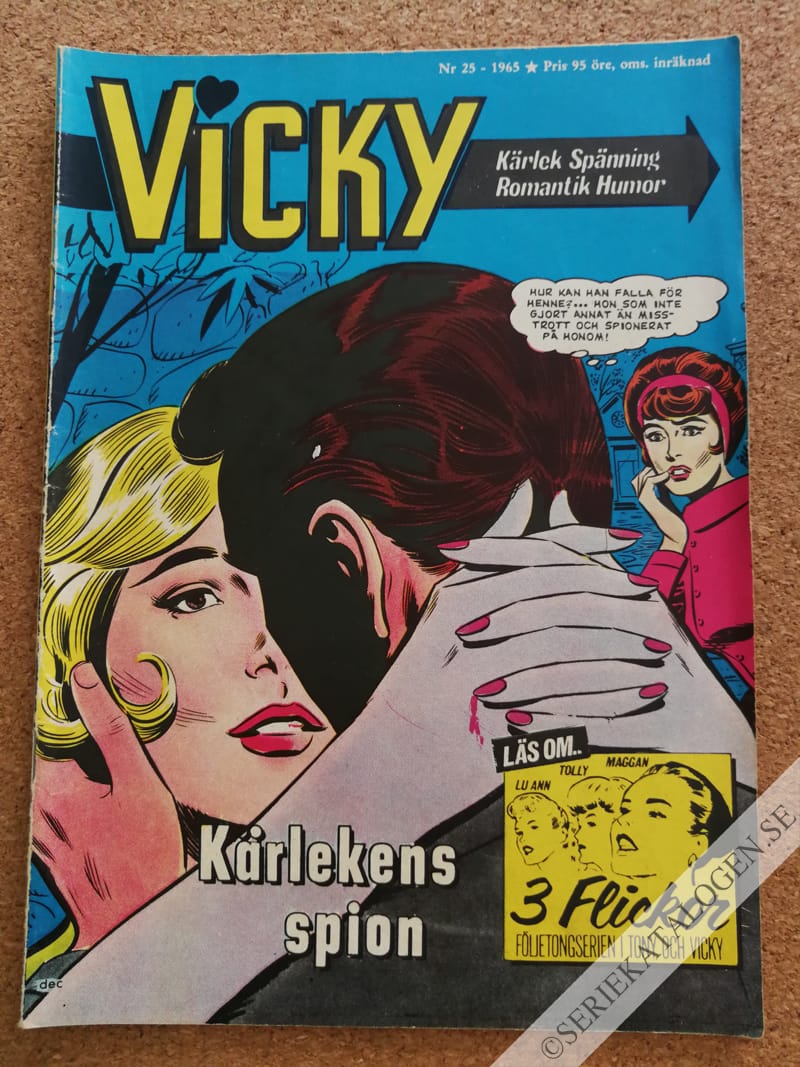 Nr 25 - 1965 ★ Pris 95 öre, oms. inräknad
VICKY
Kärlek Spänning
Romantik Humor
HUR KAN HAN FALLA FÖR
HENNE?... HON SOM INTE
GJORT ANNAT ÄN MISS-
TROTT OCH SPIONERAT
PÅ HONOM!
LÄS OM..
LU ANN TOLLY MAGGAN
3 Flickor
FÖLJETONGSERIEN I TONY OCH VICKY
Kärlekens
spion
dec
©SERIEKATALOGEN.SE